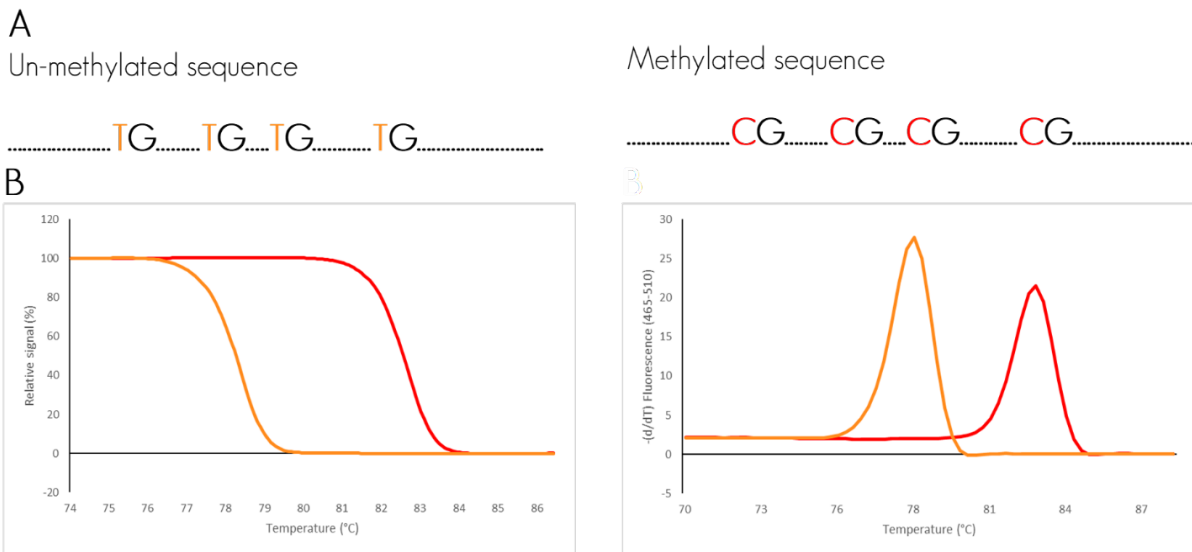 A
Un-methylated sequence
Methylated sequence
..........TG.......TG....TG.........TG.............
..........CG.......CG....CG.........CG.............
B
B
120
100
80
60
40
20
0
-20
Relative signal (%)
74 75 76 77 78 79 80 81 82 83 84 85 86
Temperature (°C)
30
25
20
15
10
5
0
-5
-(d/dT) Fluorescence (465-510)
70 73 76 78 81 84 87
Temperature (°C)